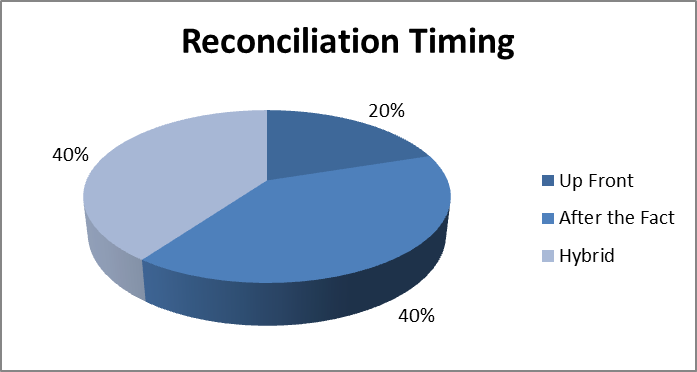 Reconciliation Timing
20%
40%
40%
Up Front
After the Fact
Hybrid